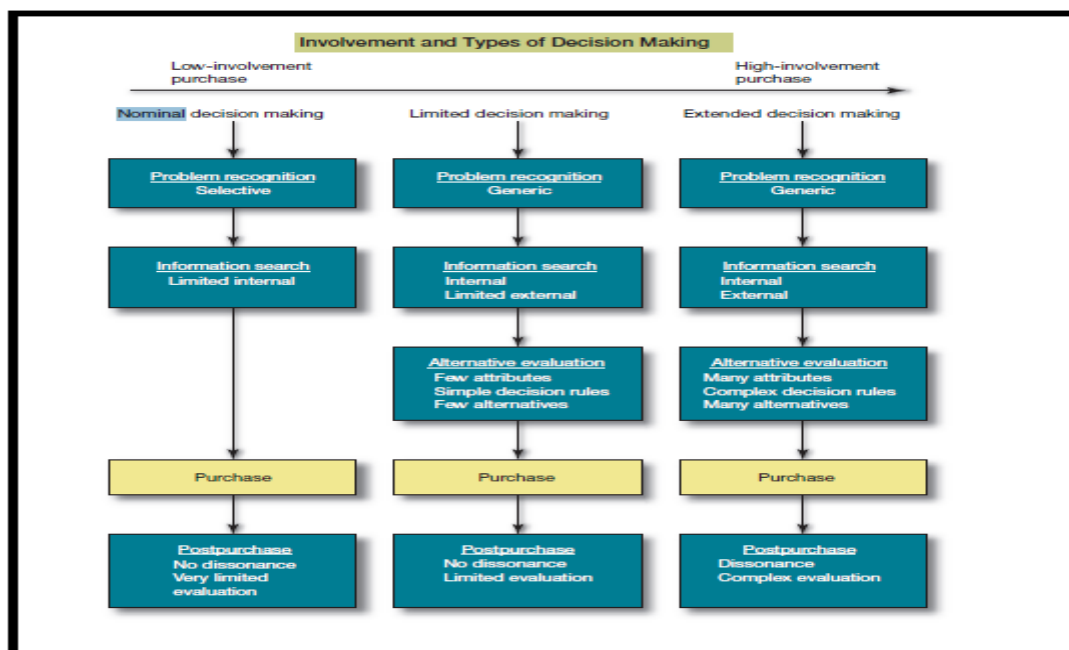 Involvement and Types of Decision Making
Low-involvement
purchase
High-involvement
purchase
Nominal decision making
Limited decision making
Extended decision making
Problem recognition
Selective
Problem recognition
Generic
Problem recognition
Generic
Information search
Limited internal
Information search
Internal
Limited external
Information search
Internal
External
Alternative evaluation
Few attributes
Simple decision rules
Few alternatives
Alternative evaluation
Many attributes
Complex decision rules
Many alternatives
Purchase
Purchase
Purchase
Postpurchase
No dissonance
Very limited
evaluation
Postpurchase
No dissonance
Limited evaluation
Postpurchase
Dissonance
Complex evaluation